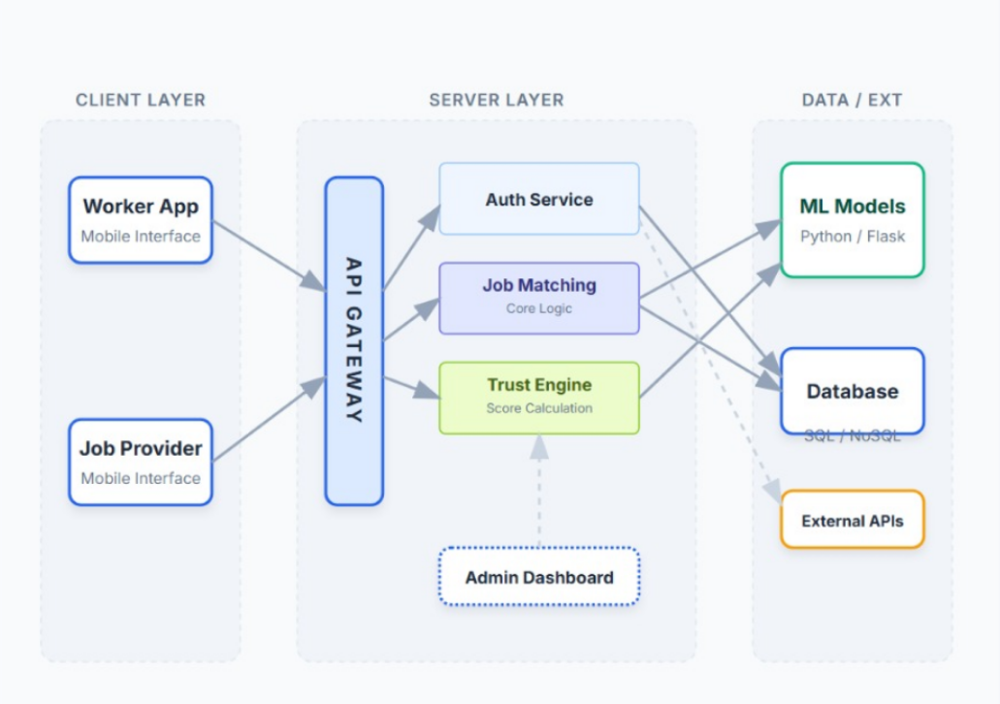 CLIENT LAYER
Worker App
Mobile Interface
Job Provider
Mobile Interface
SERVER LAYER
API GATEWAY
Auth Service
Job Matching
Core Logic
Trust Engine
Score Calculation
Admin Dashboard
DATA / EXT
ML Models
Python / Flask
Database
SQL / NoSQL
External APIs